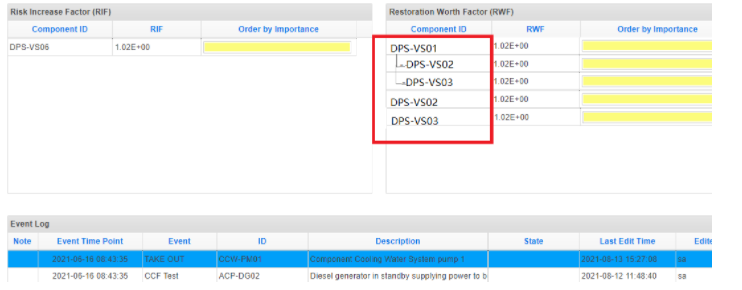 Risk Increase Factor (RIF)
Component ID RIF Order by Importance
DPS-VS06 1.02E+00
Restoration Worth Factor (RWF)
Component ID RWF Order by Importance
DPS-VS01 1.02E+00
DPS-VS02 1.02E+00
DPS-VS03 1.02E+00
DPS-VS02 1.02E+00
DPS-VS03 1.02E+00
Event Log
Note Event Time Point Event ID Description State Last Edit Time Edite
2021-06-16 08:43:35 TAKE OUT CCW-PM01 Component Cooling Water System pump 1 2021-08-13 15:27:08 sa
2021-06-16 08:43:35 CCF Test ACP-DG02 Diesel generator in standby supplying power to b 2021-08-12 11:48:40 sa